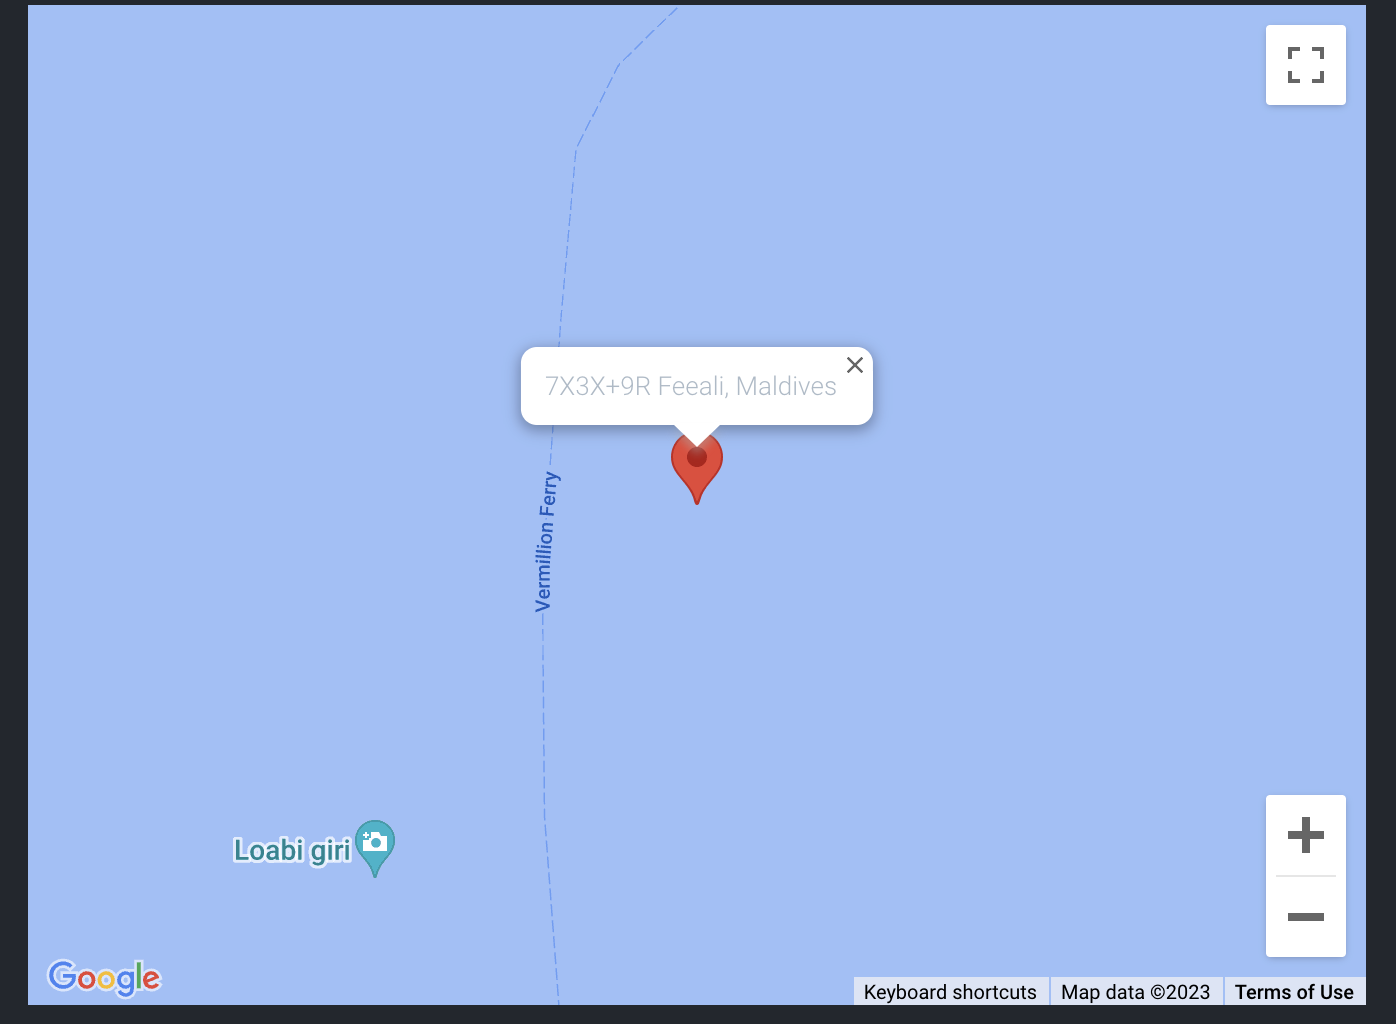 7X3X+9R Feeali, Maldives
Vermillion Ferry
Loabi giri
Google
Keyboard shortcuts
Map data ©2023
Terms of Use